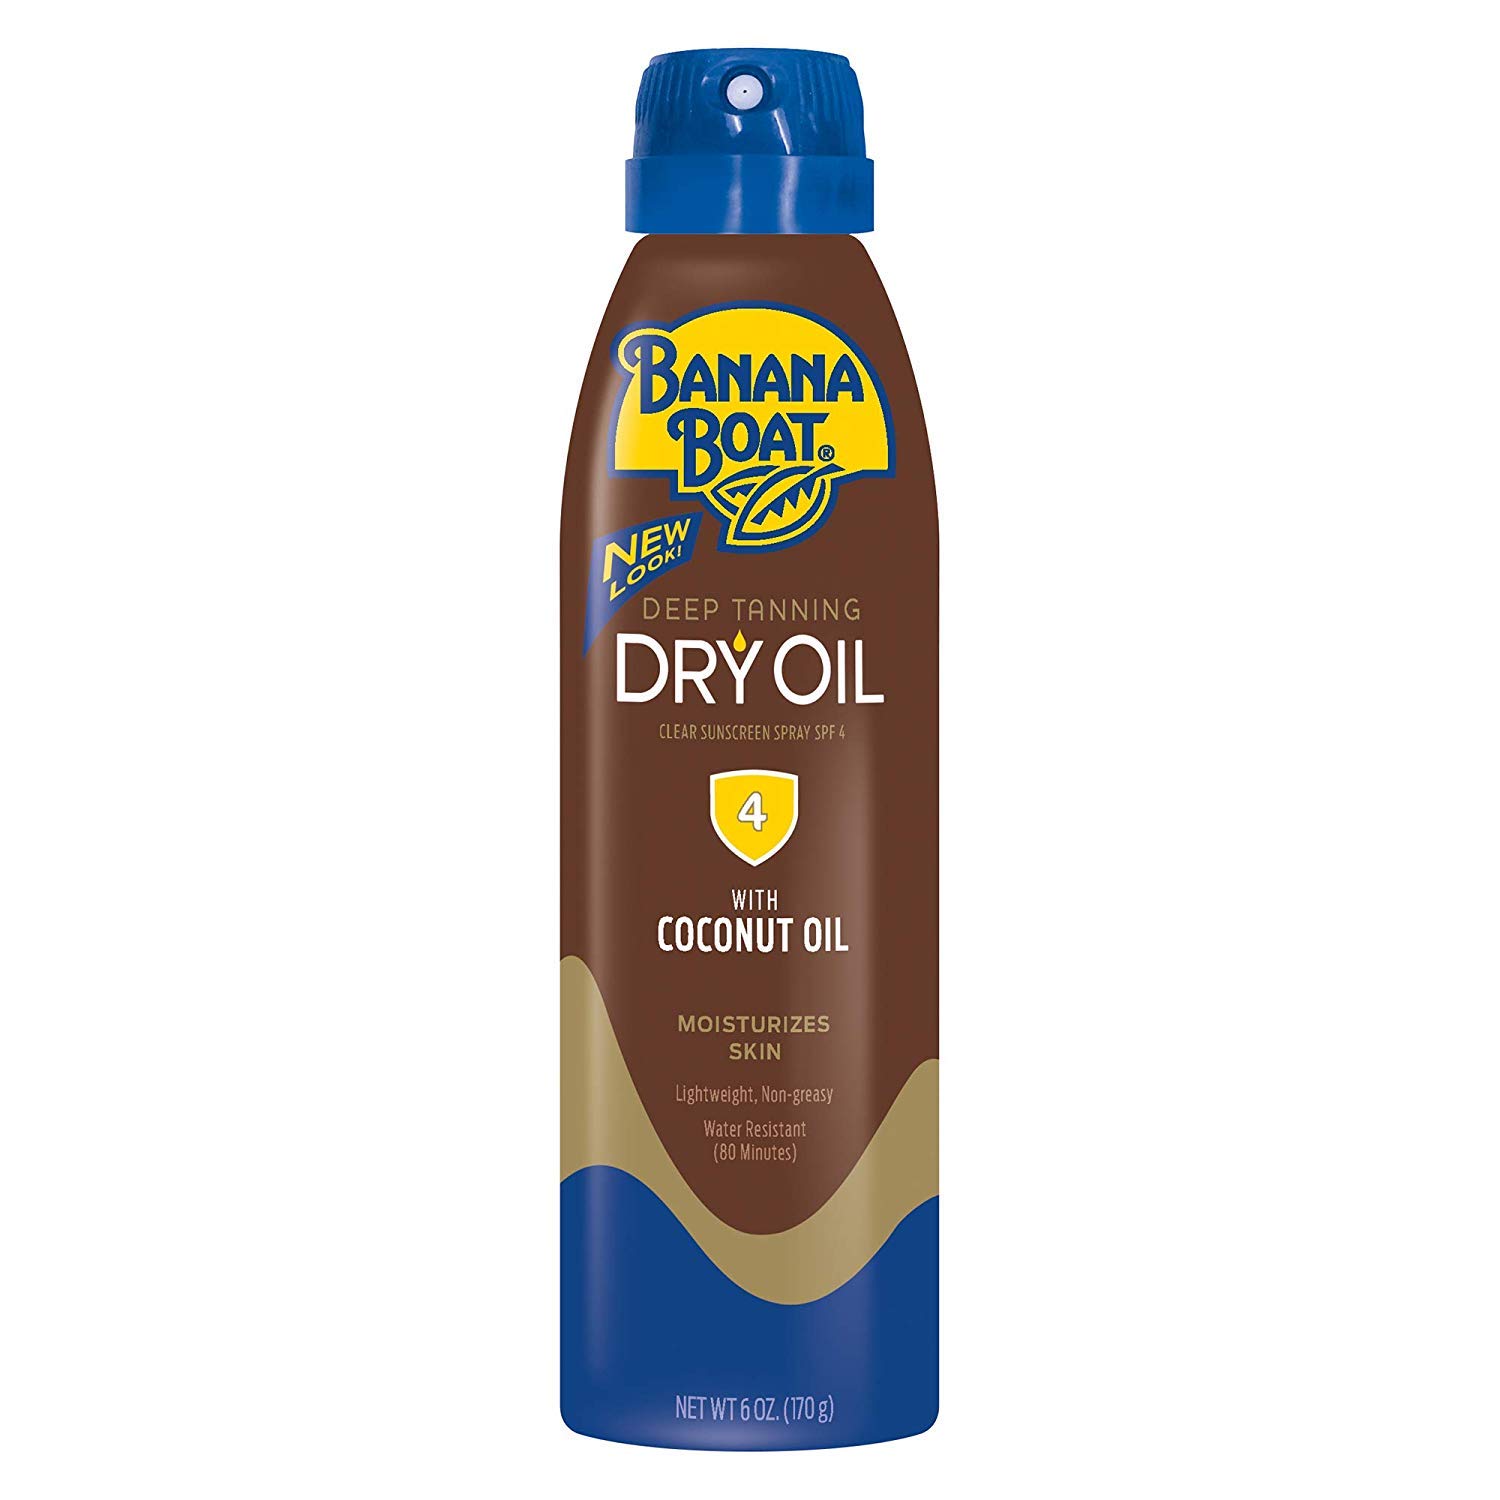 BANANA
BOAT®
NEW
LOOK!
DEEP TANNING
DRY OIL
CLEAR SUNSCREEN SPRAY SPF 4
4
WITH
COCONUT OIL
MOISTURIZES
SKIN
Lightweight, Non-greasy
Water Resistant
(80 Minutes)
NET WT 6 OZ. (170 g)